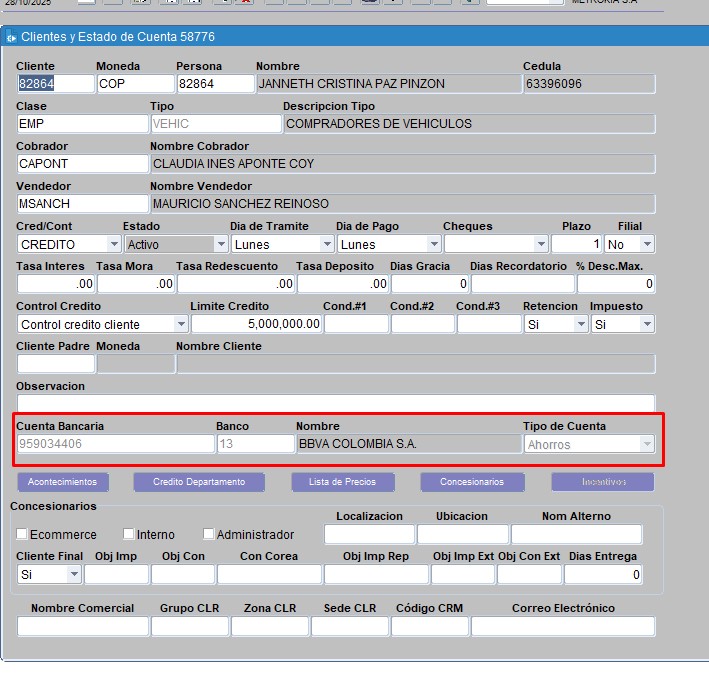 28/10/2025
Clientes y Estado de Cuenta 58776
Cliente Moneda Persona Nombre Cedula
82864 COP 82864 JANNETH CRISTINA PAZ PINZON 63396096
Clase Tipo Descripcion Tipo
EMP VEHIC COMPRADORES DE VEHICULOS
Cobrador Nombre Cobrador
CAPONT CLAUDIA INES APONTE COY
Vendedor Nombre Vendedor
MSANCH MAURICIO SANCHEZ REINOSO
Cred/Cont Estado Dia de Tramite Dia de Pago Cheques Plazo Filial
CREDITO Activo Lunes Lunes 1 No
Tasa Interes Tasa Mora Tasa Redescuento Tasa Deposito Dias Gracia Dias Recordatorio % Desc.Max.
.00 .00 .00 .00 0 0
Control Credito Limite Credito Cond.#1 Cond.#2 Cond.#3 Retencion Impuesto
Control credito cliente 5,000,000.00 Si Si
Cliente Padre Moneda Nombre Cliente
Observacion
Cuenta Bancaria Banco Nombre Tipo de Cuenta
959034406 13 BBVA COLOMBIA S.A. Ahorros
Acontecimientos Credito Departamento Lista de Precios Concesionarios Incentivos
Concesionarios
Localizacion Ubicacion Nom Alterno
Ecommerce Interno Administrador
Cliente Final Obj Imp Obj Con Con Corea Obj Imp Rep Obj Imp Ext Obj Con Ext Dias Entrega
Si 0
Nombre Comercial Grupo CLR Zona CLR Sede CLR Código CRM Correo Electrónico